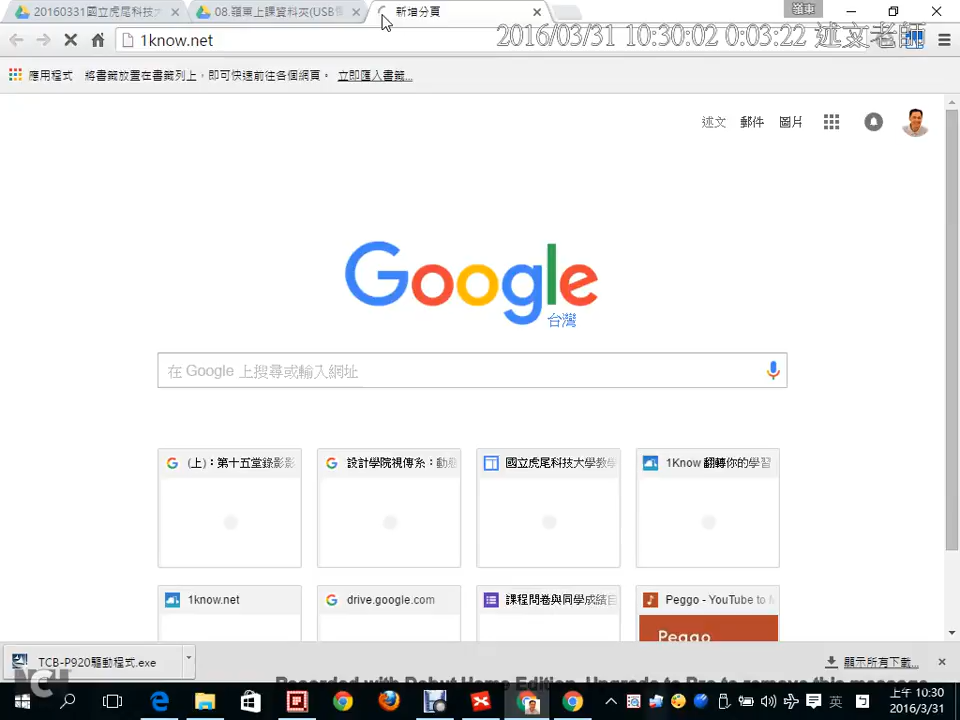 20160331國立虎尾科技大
08.嶺東上課資料夾(USB
新增分頁
嶺東
1know.net
2016/03/31 10:30:02 0:03:22 述文老師
應用程式
將書籤放置在書籤列上，即可快速前往各個網頁。
立即匯入書籤...
述文 郵件 圖片
Google
台灣
在 Google 上搜尋或輸入網址
(上)：第十五堂錄影影
設計學院視傳系：動態
國立虎尾科技大學教學
1Know 翻轉你的學習
1know.net
drive.google.com
課程問卷與同學成績目
Peggo - YouTube to M
Peggo
TCB-P920驅動程式.exe
顯示所有下載...
NCH
Recorded with Debut Home Edition. Upgrade to Pro to remove this message.
英
上午 10:30
2016/3/31